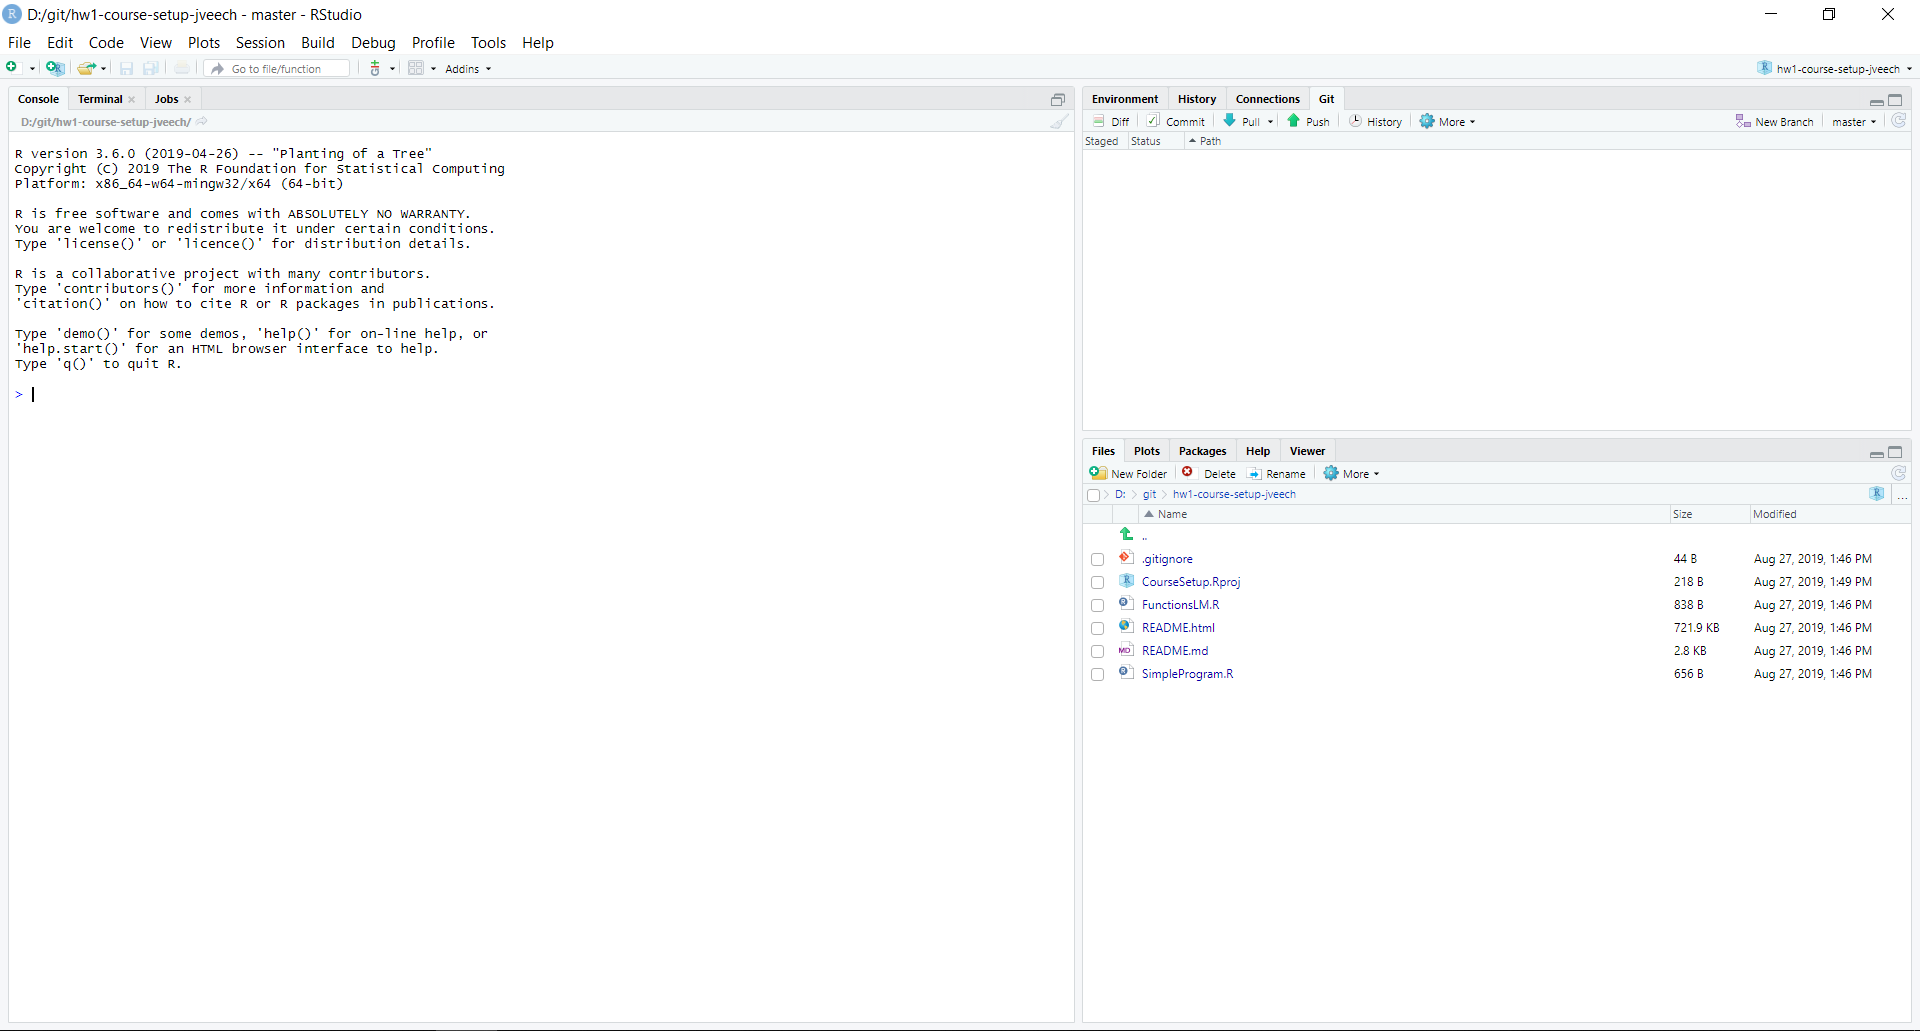 D:/git/hw1-course-setup-jveech - master - RStudio
File Edit Code View Plots Session Build Debug Profile Tools Help
Go to file/function Addins hw1-course-setup-jveech
Console Terminal Jobs
D:/git/hw1-course-setup-jveech/
R version 3.6.0 (2019-04-26) -- "Planting of a Tree"
Copyright (C) 2019 The R Foundation for Statistical Computing
Platform: x86_64-w64-mingw32/x64 (64-bit)
R is free software and comes with ABSOLUTELY NO WARRANTY.
You are welcome to redistribute it under certain conditions.
Type 'license()' or 'licence()' for distribution details.
R is a collaborative project with many contributors.
Type 'contributors()' for more information and
'citation()' on how to cite R or R packages in publications.
Type 'demo()' for some demos, 'help()' for on-line help, or
'help.start()' for an HTML browser interface to help.
Type 'q()' to quit R.
>
Environment History Connections Git
Diff Commit Pull Push History More New Branch master
Staged Status Path
Files Plots Packages Help Viewer
New Folder Delete Rename More
D: git hw1-course-setup-jveech ...
Name Size Modified
..
.gitignore 44 B Aug 27, 2019, 1:46 PM
CourseSetup.Rproj 218 B Aug 27, 2019, 1:49 PM
FunctionsLM.R 838 B Aug 27, 2019, 1:46 PM
README.html 721.9 KB Aug 27, 2019, 1:46 PM
README.md 2.8 KB Aug 27, 2019, 1:46 PM
SimpleProgram.R 656 B Aug 27, 2019, 1:46 PM